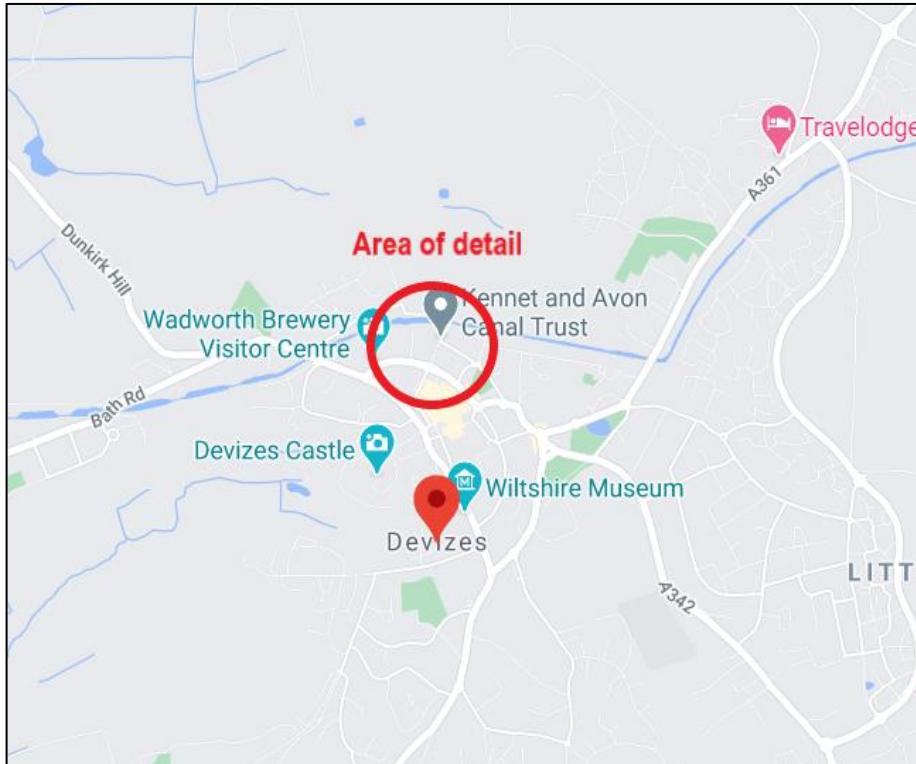 Travelodge
A361
Dunkirk Hill
Area of detail
Kennet and Avon
Canal Trust
Wadworth Brewery
Visitor Centre
Bath Rd
Devizes Castle
Wiltshire Museum
Devizes
LITT
A342